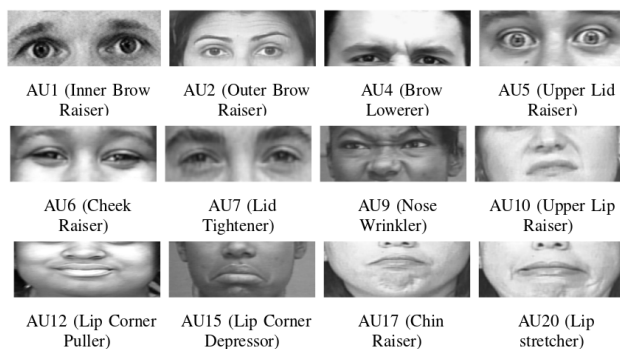 AU1 (Inner Brow
Raiser)
AU2 (Outer Brow
Raiser)
AU4 (Brow
Lowerer)
AU5 (Upper Lid
Raiser)
AU6 (Cheek
Raiser)
AU7 (Lid
Tightener)
AU9 (Nose
Wrinkler)
AU10 (Upper Lip
Raiser)
AU12 (Lip Corner
Puller)
AU15 (Lip Corner
Depressor)
AU17 (Chin
Raiser)
AU20 (Lip
stretcher)